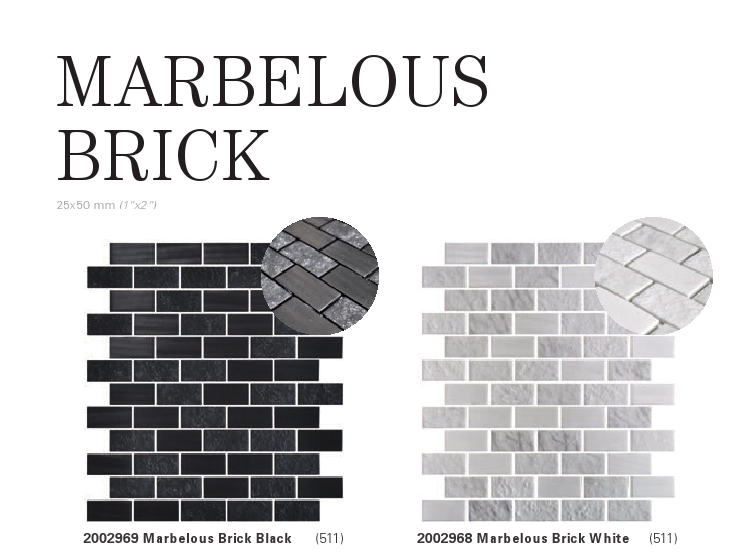 MARBELOUS
BRICK
25x50 mm (1"x2")
2002969 Marbelous Brick Black (511)
2002968 Marbelous Brick White (511)